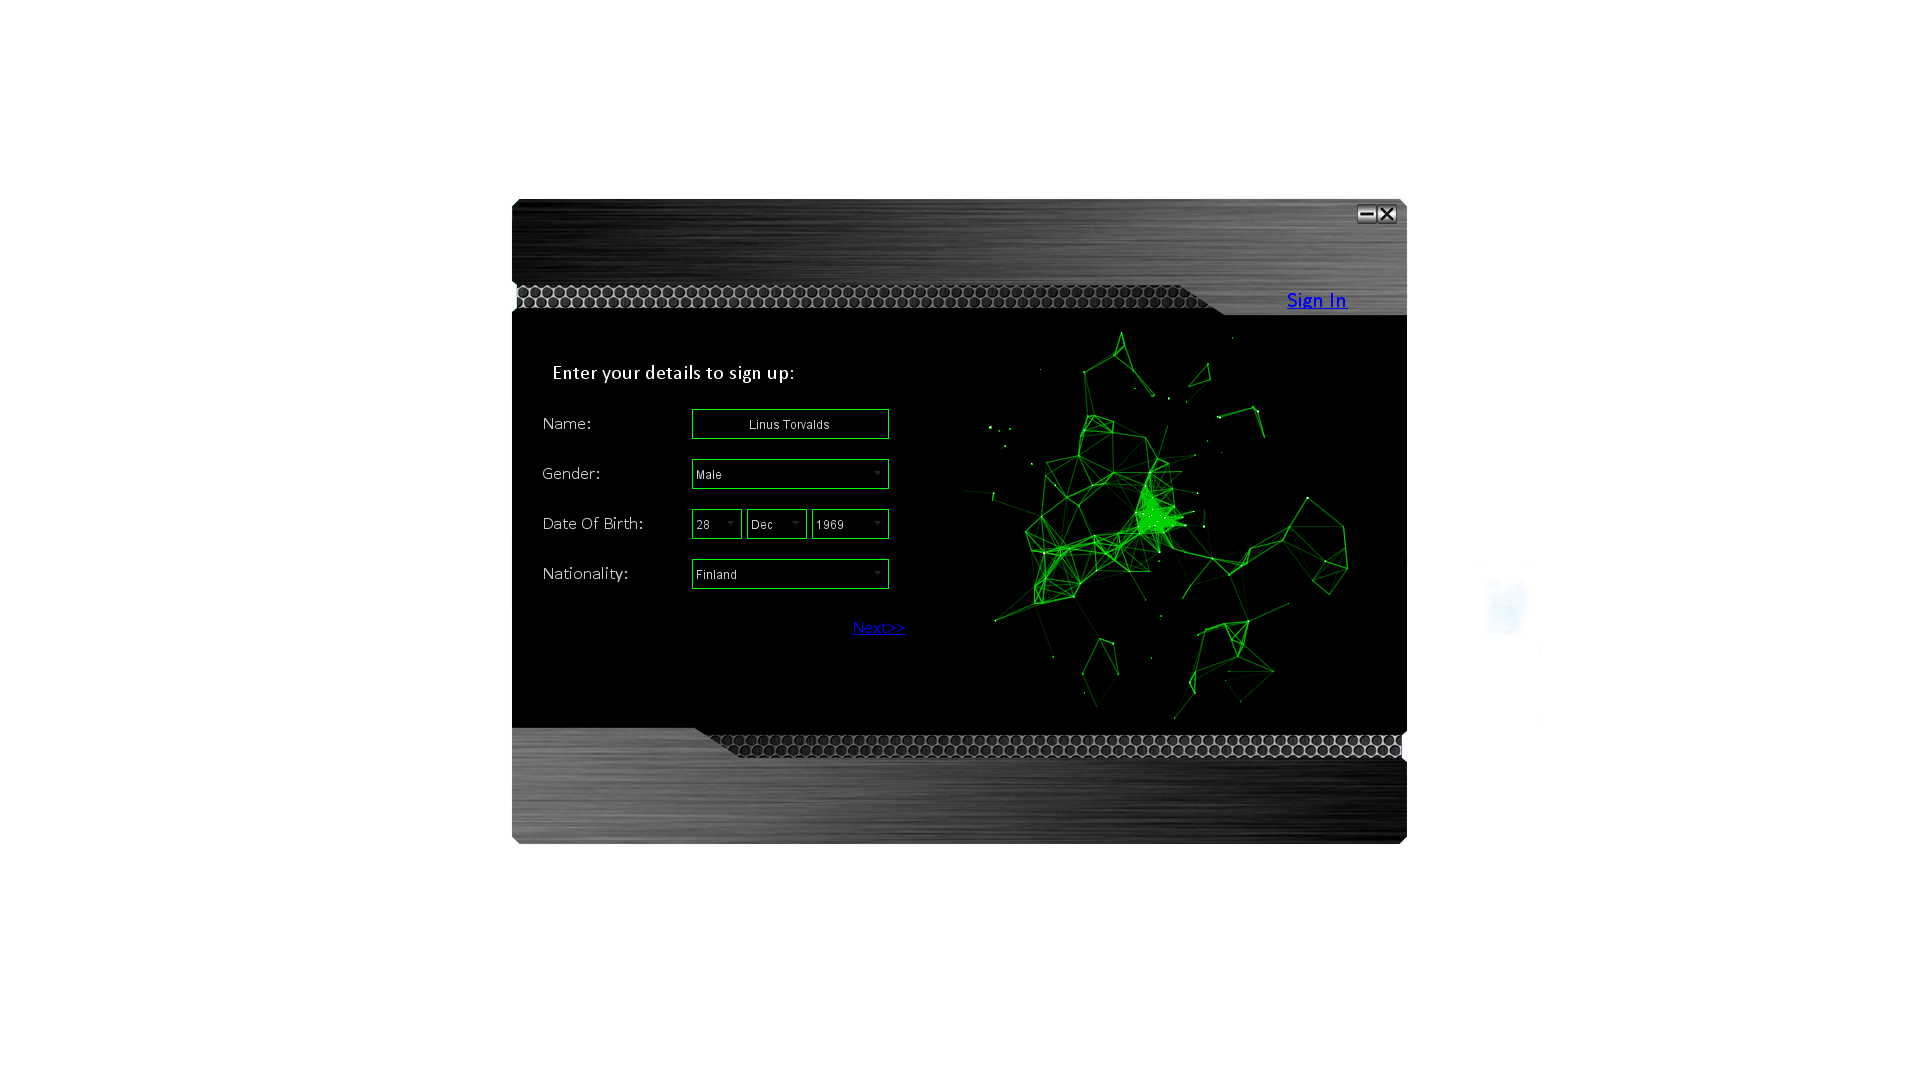 Sign In
Enter your details to sign up:
Name: Linus Torvalds
Gender: Male
Date Of Birth: 28 Dec 1969
Nationality: Finland
Next>>